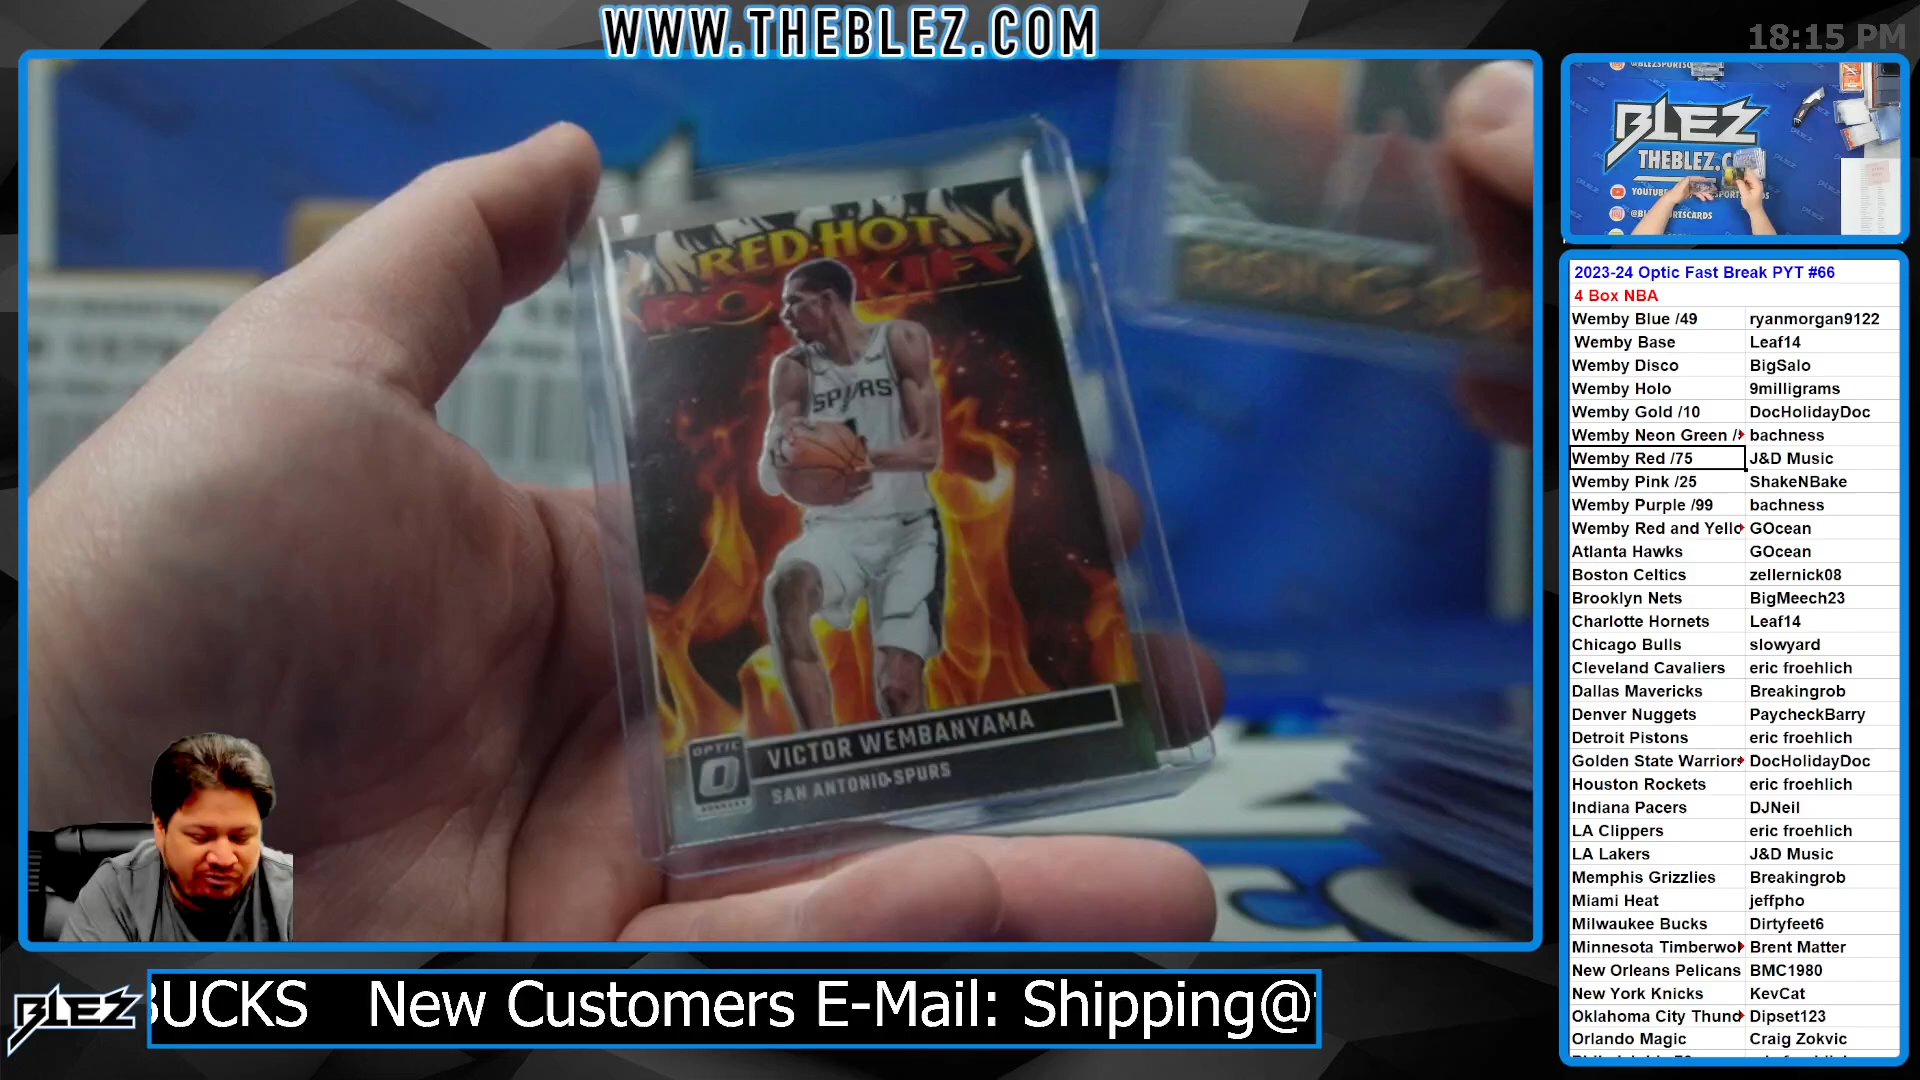 WWW.THEBLEZ.COM
18:15 PM
RED-HOT
ROOKIES
SPURS
OPTIC
VICTOR WEMBANYAMA
SAN ANTONIO SPURS
RISING
BLEZ
THEBLEZ.C
2023-24 Optic Fast Break PYT #66
4 Box NBA
Wemby Blue /49 ryanmorgan9122
Wemby Base Leaf14
Wemby Disco BigSalo
Wemby Holo 9milligrams
Wemby Gold /10 DocHolidayDoc
Wemby Neon Green / bachness
Wemby Red /75 J&D Music
Wemby Pink /25 ShakeNBake
Wemby Purple /99 bachness
Wemby Red and Yello GOcean
Atlanta Hawks GOcean
Boston Celtics zellernick08
Brooklyn Nets BigMeech23
Charlotte Hornets Leaf14
Chicago Bulls slowyard
Cleveland Cavaliers eric froehlich
Dallas Mavericks Breakingrob
Denver Nuggets PaycheckBarry
Detroit Pistons eric froehlich
Golden State Warriors DocHolidayDoc
Houston Rockets eric froehlich
Indiana Pacers DJNeil
LA Clippers eric froehlich
LA Lakers J&D Music
Memphis Grizzlies Breakingrob
Miami Heat jeffpho
Milwaukee Bucks Dirtyfeet6
Minnesota Timberwol Brent Matter
New Orleans Pelicans BMC1980
New York Knicks KevCat
Oklahoma City Thund Dipset123
Orlando Magic Craig Zokvic
BLEZ
BUCKS New Customers E-Mail: Shipping@